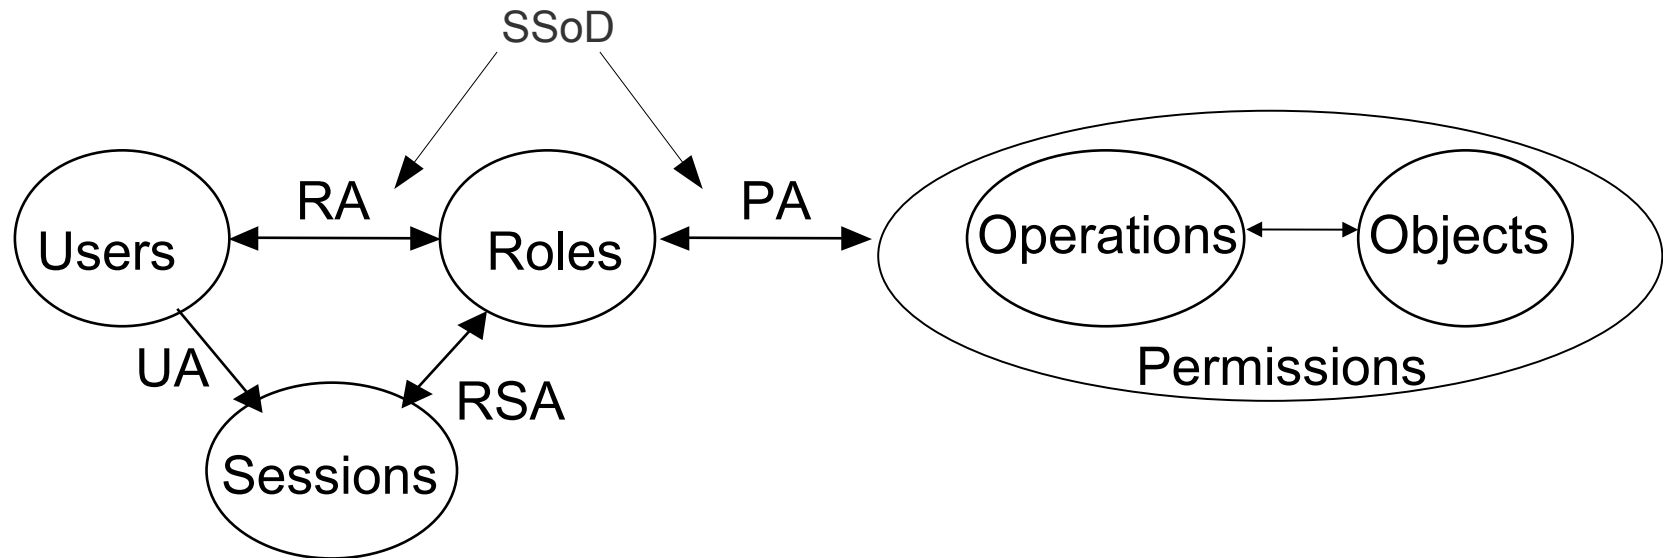 SSoD
RA
PA
Users
Roles
Operations
Objects
UA
RSA
Permissions
Sessions